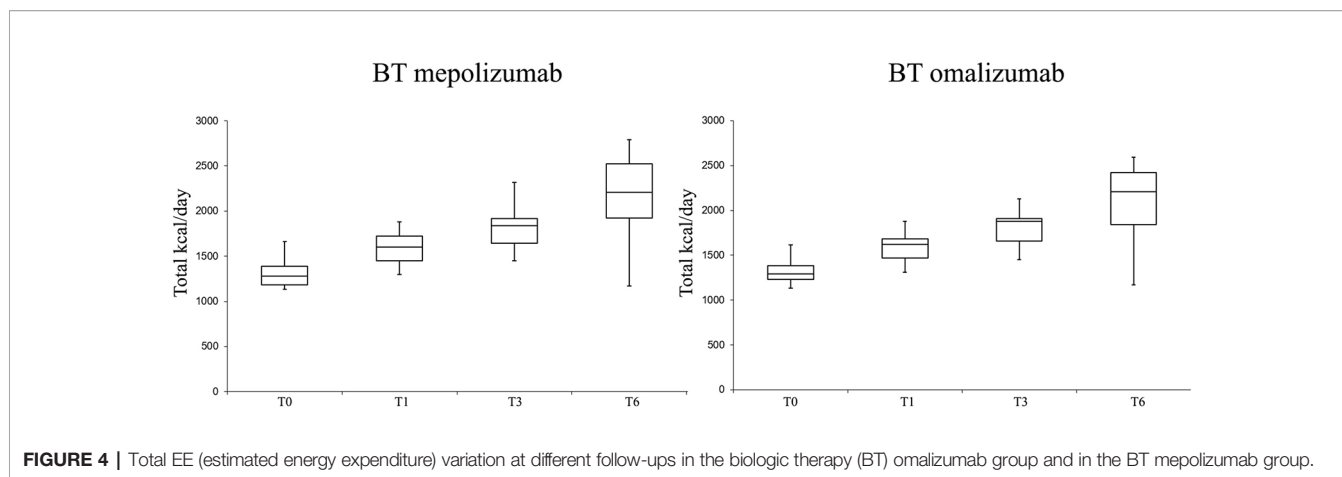 BT mepolizumab
Total kcal/day
3000
2500
2000
1500
1000
500
0
T0 T1 T3 T6
BT omalizumab
Total kcal/day
3000
2500
2000
1500
1000
500
0
T0 T1 T3 T6
FIGURE 4 | Total EE (estimated energy expenditure) variation at different follow-ups in the biologic therapy (BT) omalizumab group and in the BT mepolizumab group.